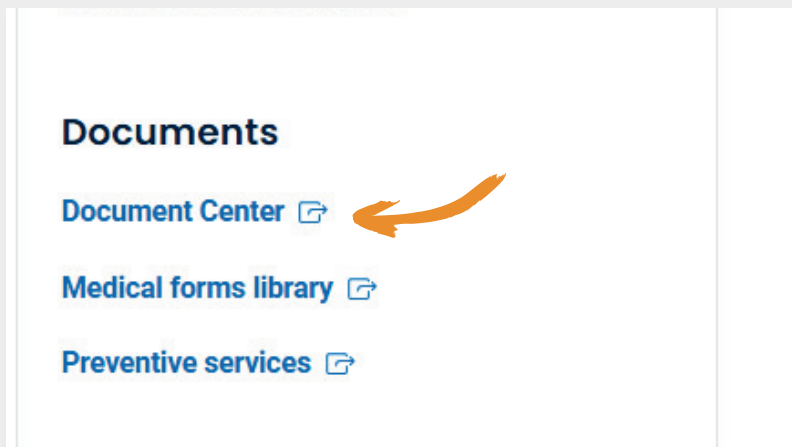 Documents
Document Center
Medical forms library
Preventive services